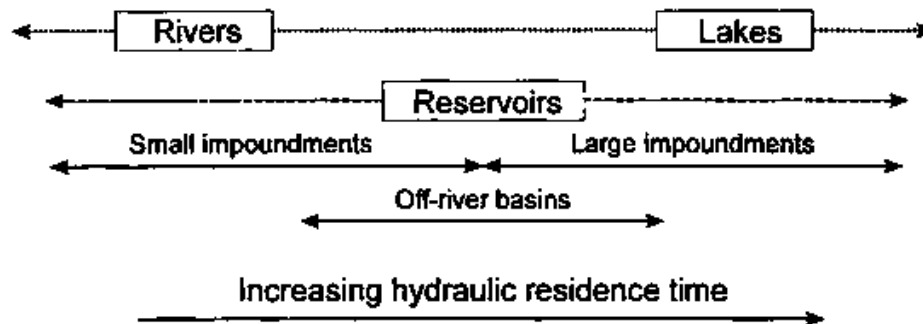 Rivers Lakes
Reservoirs
Small impoundments Large impoundments
Off-river basins
Increasing hydraulic residence time